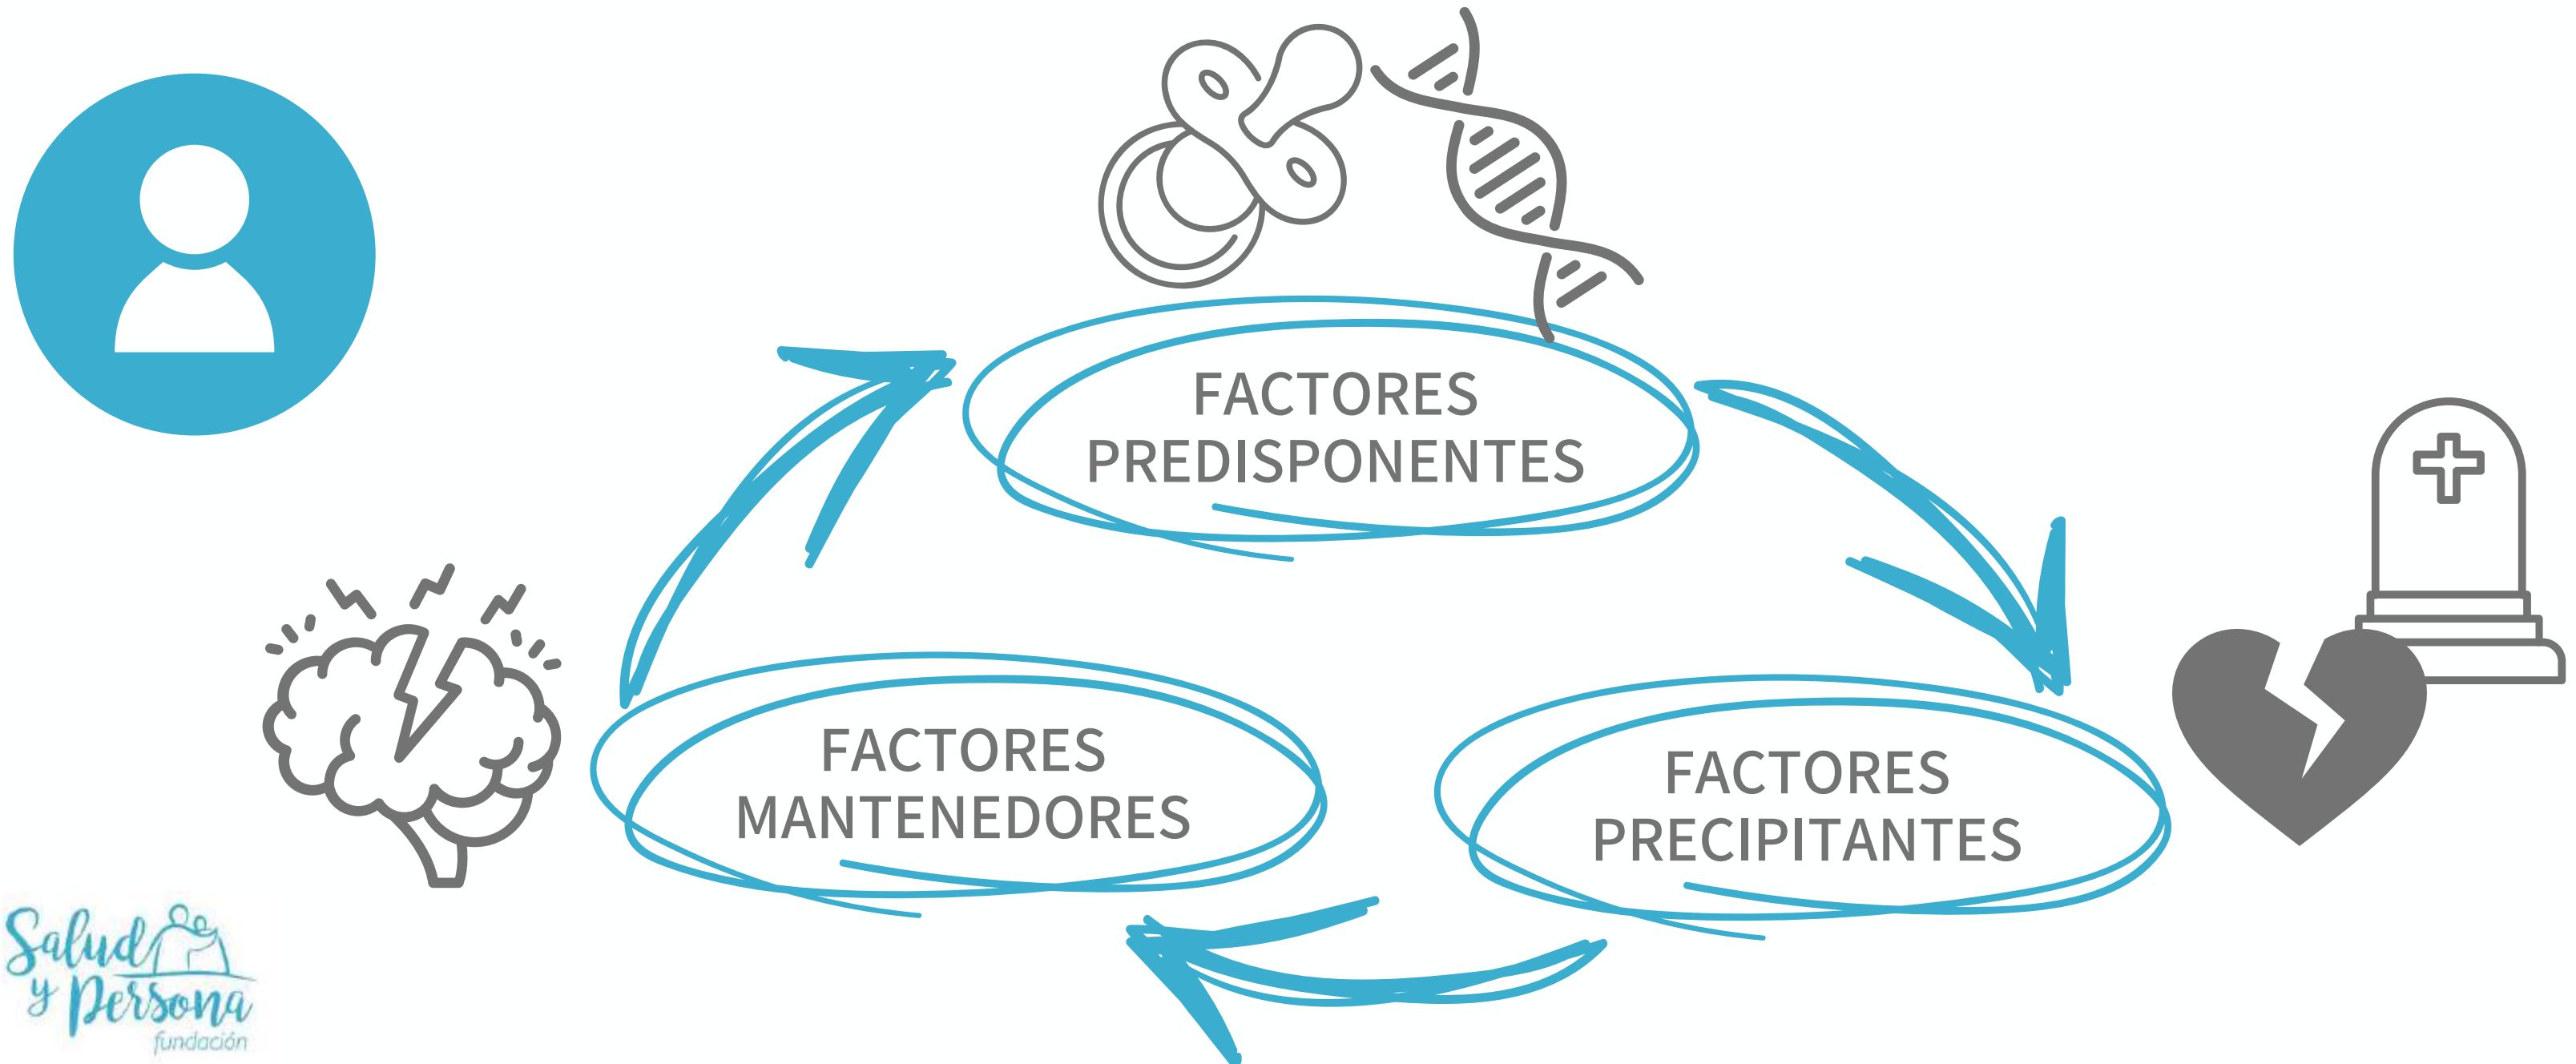 FACTORES
PREDISPONENTES
FACTORES
MANTENEDORES
FACTORES
PRECIPITANTES
Salud
y Persona
fundación